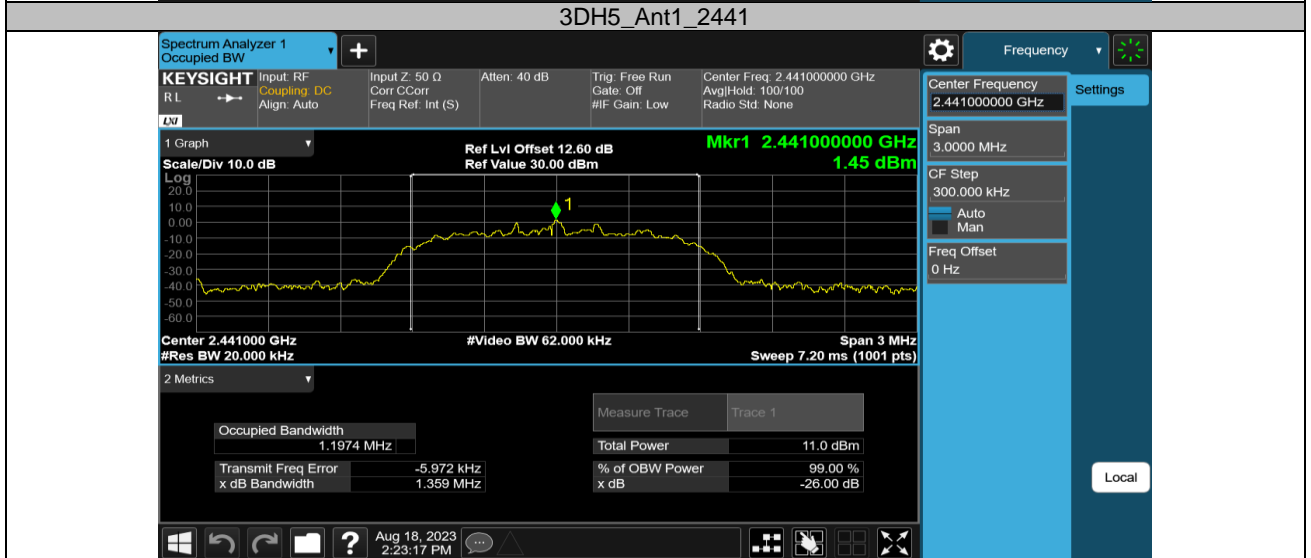 3DH5_Ant1_2441
Spectrum Analyzer 1
Occupied BW
Frequency
KEYSIGHT
R L
LXI
Input: RF
Coupling: DC
Align: Auto
Input Z: 50 Ω
Corr CCorr
Freq Ref: Int (S)
Atten: 40 dB
Trig: Free Run
Gate: Off
#IF Gain: Low
Center Freq: 2.441000000 GHz
Avg|Hold: 100/100
Radio Std: None
Center Frequency
2.441000000 GHz
Settings
Span
3.0000 MHz
CF Step
300.000 kHz
Auto
Man
Freq Offset
0 Hz
1 Graph
Scale/Div 10.0 dB
Ref Lvl Offset 12.60 dB
Ref Value 30.00 dBm
Mkr1 2.441000000 GHz
1.45 dBm
Log
20.0
10.0
0.00
-10.0
-20.0
-30.0
-40.0
-50.0
-60.0
1
Center 2.441000 GHz
#Video BW 62.000 kHz
Span 3 MHz
#Res BW 20.000 kHz
Sweep 7.20 ms (1001 pts)
2 Metrics
Measure Trace Trace 1
Occupied Bandwidth
1.1974 MHz
Total Power 11.0 dBm
Transmit Freq Error -5.972 kHz
% of OBW Power 99.00 %
x dB Bandwidth 1.359 MHz
x dB -26.00 dB
Local
?
Aug 18, 2023
2:23:17 PM